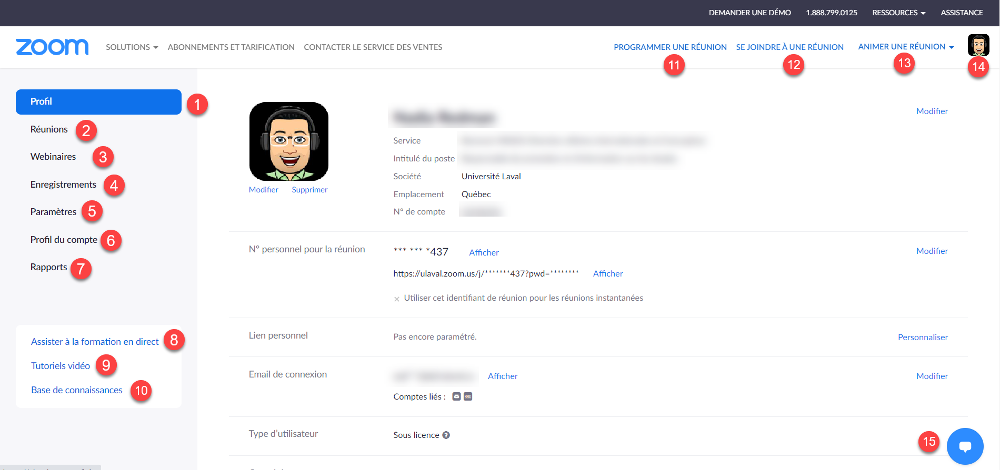 DEMANDER UNE DÉMO 1.888.799.0125 RESSOURCES ASSISTANCE
zoom SOLUTIONS ABONNEMENTS ET TARIFICATION CONTACTER LE SERVICE DES VENTES PROGRAMMER UNE RÉUNION SE JOINDRE À UNE RÉUNION ANIMER UNE RÉUNION
11 12 13 14
Profil 1
Réunions 2
Webinaires 3
Enregistrements 4
Paramètres 5
Profil du compte 6
Rapports 7
Assister à la formation en direct 8
Tutoriels vidéo 9
Base de connaissances 10
Modifier Supprimer
Modifier
Service
Intitulé du poste
Société Université Laval
Emplacement Québec
N° de compte
N° personnel pour la réunion *** *** *437 Afficher Modifier
https://ulaval.zoom.us/j/*******437?pwd=******** Afficher
× Utiliser cet identifiant de réunion pour les réunions instantanées
Lien personnel Pas encore paramétré. Personnaliser
Email de connexion Afficher Modifier
Comptes liés : SSO
Type d'utilisateur Sous licence ?
15